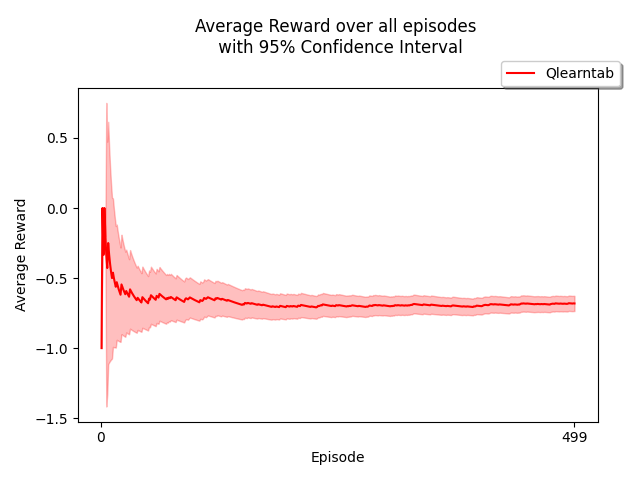 Average Reward over all episodes
with 95% Confidence Interval
Qlearntab
0.5
0.0
−0.5
−1.0
−1.5
Average Reward
0
499
Episode